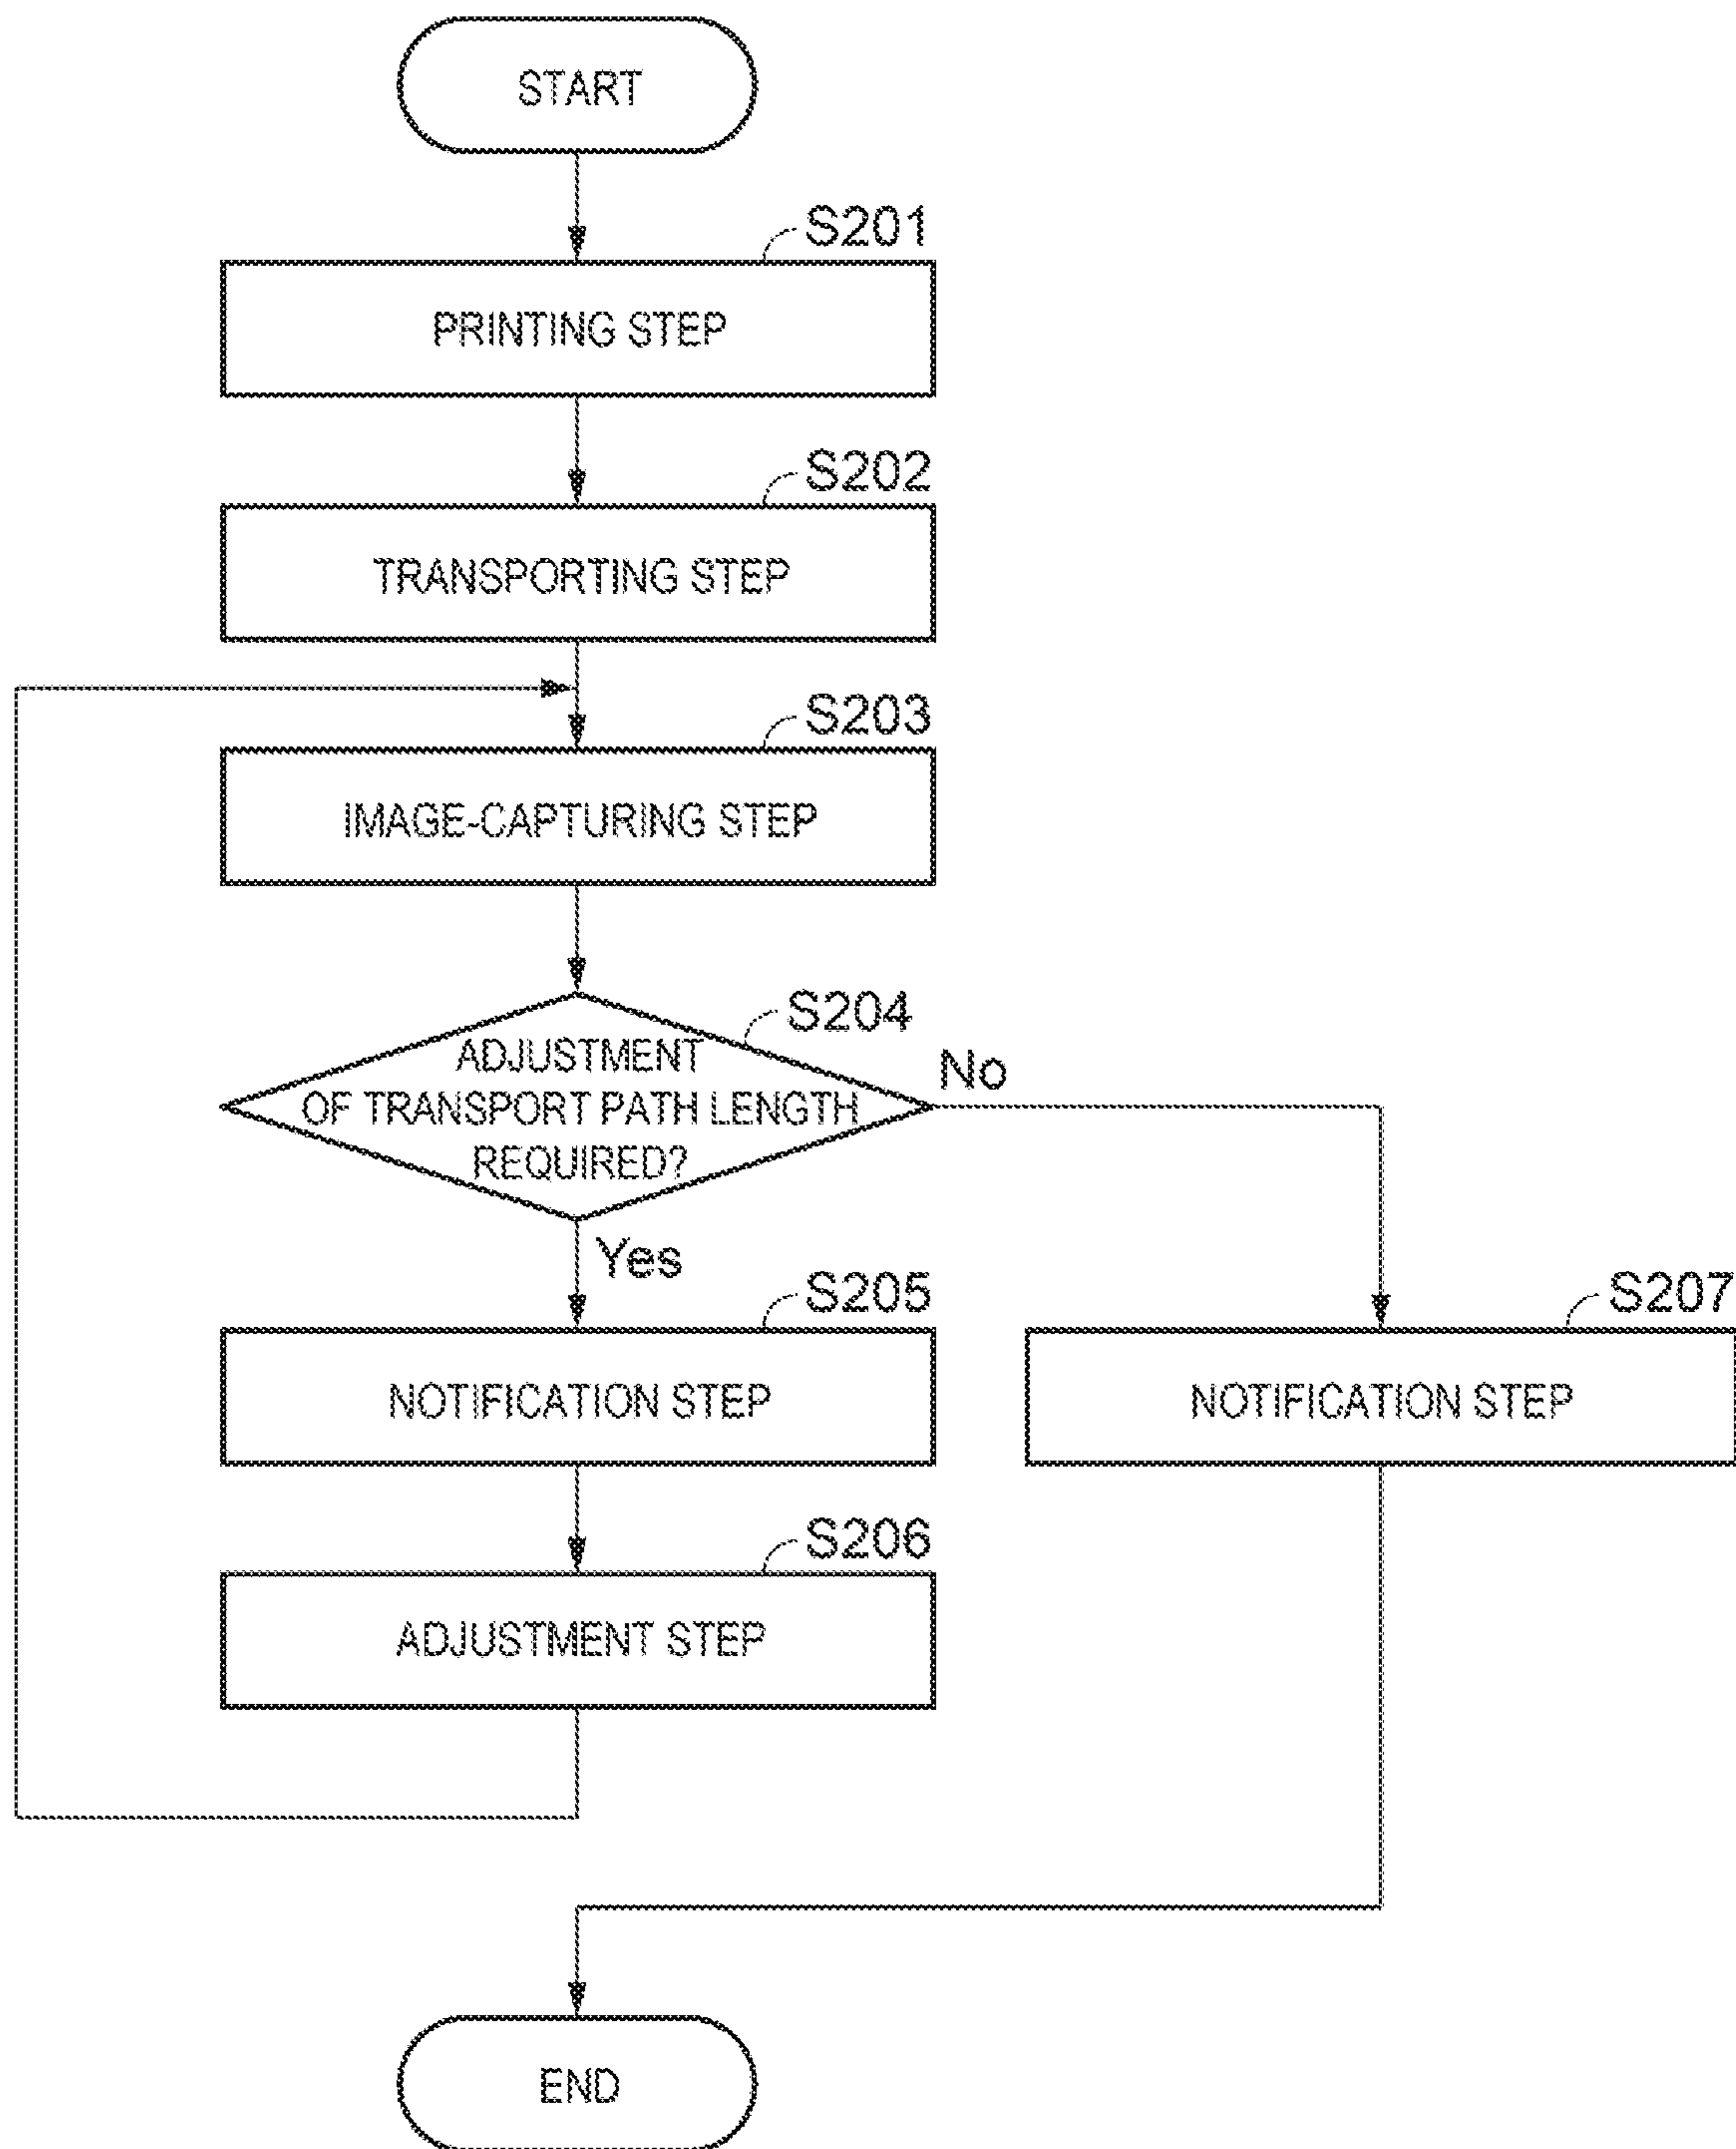 START
S201
PRINTING STEP
S202
TRANSPORTING STEP
S203
IMAGE-CAPTURING STEP
S204
ADJUSTMENT
OF TRANSPORT PATH LENGTH
REQUIRED?
No
Yes
S205
NOTIFICATION STEP
S207
NOTIFICATION STEP
S206
ADJUSTMENT STEP
END